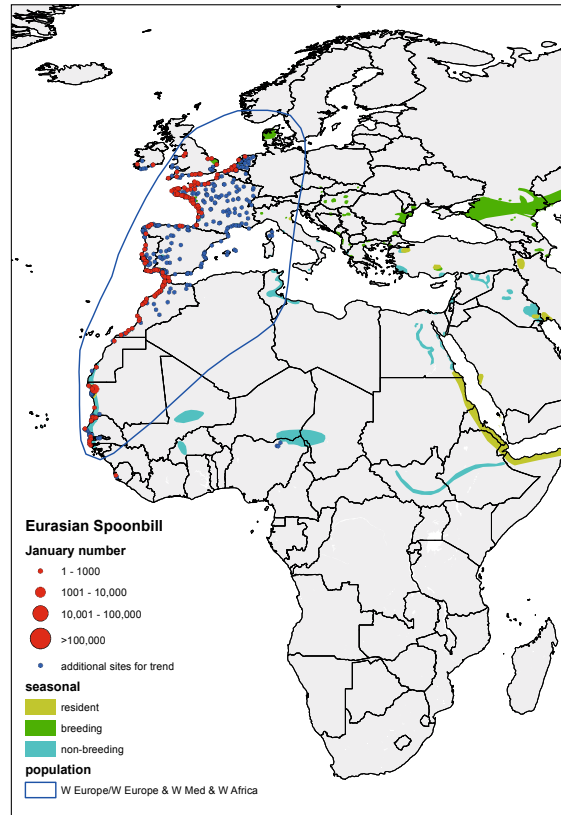 Eurasian Spoonbill
January number
1 - 1000
1001 - 10,000
10,001 - 100,000
>100,000
additional sites for trend
seasonal
resident
breeding
non-breeding
population
W Europe/W Europe & W Med & W Africa